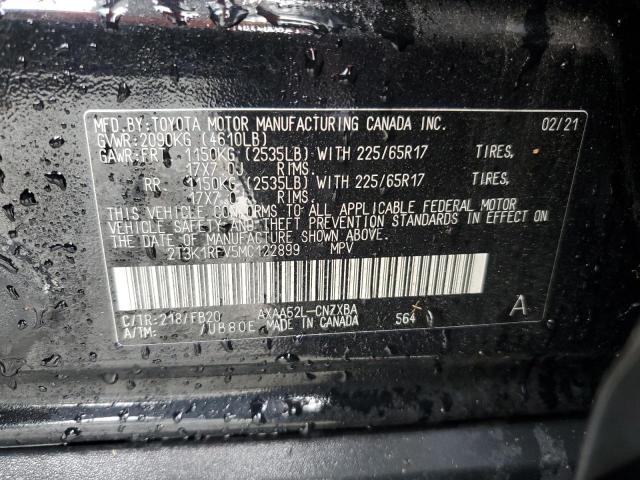 MFD.BY:TOYOTA MOTOR MANUFACTURING CANADA INC. 02/21
GVWR:2090KG (4610LB)
GAWR:FR 1150KG (2535LB) WITH 225/65R17 TIRES,
17X7.0J RIMS.
RR 1150KG (2535LB) WITH 225/65R17 TIRES,
17X7.0J RIMS.
THIS VEHICLE CONFORMS TO ALL APPLICABLE FEDERAL MOTOR
VEHICLE SAFETY AND THEFT PREVENTION STANDARDS IN EFFECT ON
THE DATE OF MANUFACTURE SHOWN ABOVE.
2T3K1RFV5MC122899 MPV
C/TR:218/FB20 AXAA52L-CNZXBA 564 A
A/TM: /UB80E MADE IN CANADA